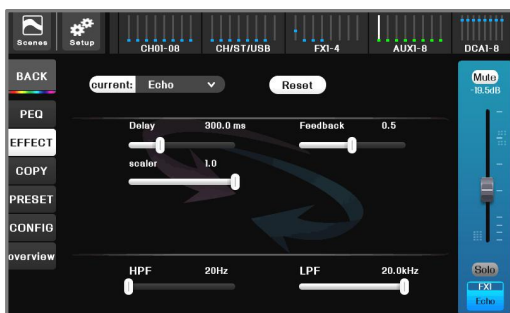 Scenes
Setup
CH01-08
CH/ST/USB
FX1-4
AUX1-8
DCA1-8
BACK
PEQ
EFFECT
COPY
PRESET
CONFIG
overview
current: Echo
Reset
Delay 300.0 ms
Feedback 0.5
scaler 1.0
HPF 20Hz
LPF 20.0kHz
Mute
-19.5dB
Solo
FX1
Echo